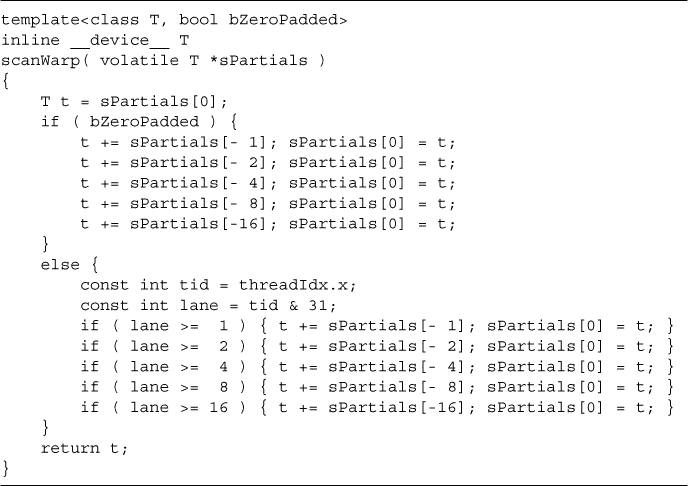 template<class T, bool bZeroPadded>
inline __device__ T
scanWarp( volatile T *sPartials )
{
    T t = sPartials[0];
    if ( bZeroPadded ) {
        t += sPartials[- 1]; sPartials[0] = t;
        t += sPartials[- 2]; sPartials[0] = t;
        t += sPartials[- 4]; sPartials[0] = t;
        t += sPartials[- 8]; sPartials[0] = t;
        t += sPartials[-16]; sPartials[0] = t;
    }
    else {
        const int tid = threadIdx.x;
        const int lane = tid & 31;
        if ( lane >=  1 ) { t += sPartials[- 1]; sPartials[0] = t; }
        if ( lane >=  2 ) { t += sPartials[- 2]; sPartials[0] = t; }
        if ( lane >=  4 ) { t += sPartials[- 4]; sPartials[0] = t; }
        if ( lane >=  8 ) { t += sPartials[- 8]; sPartials[0] = t; }
        if ( lane >= 16 ) { t += sPartials[-16]; sPartials[0] = t; }
    }
    return t;
}